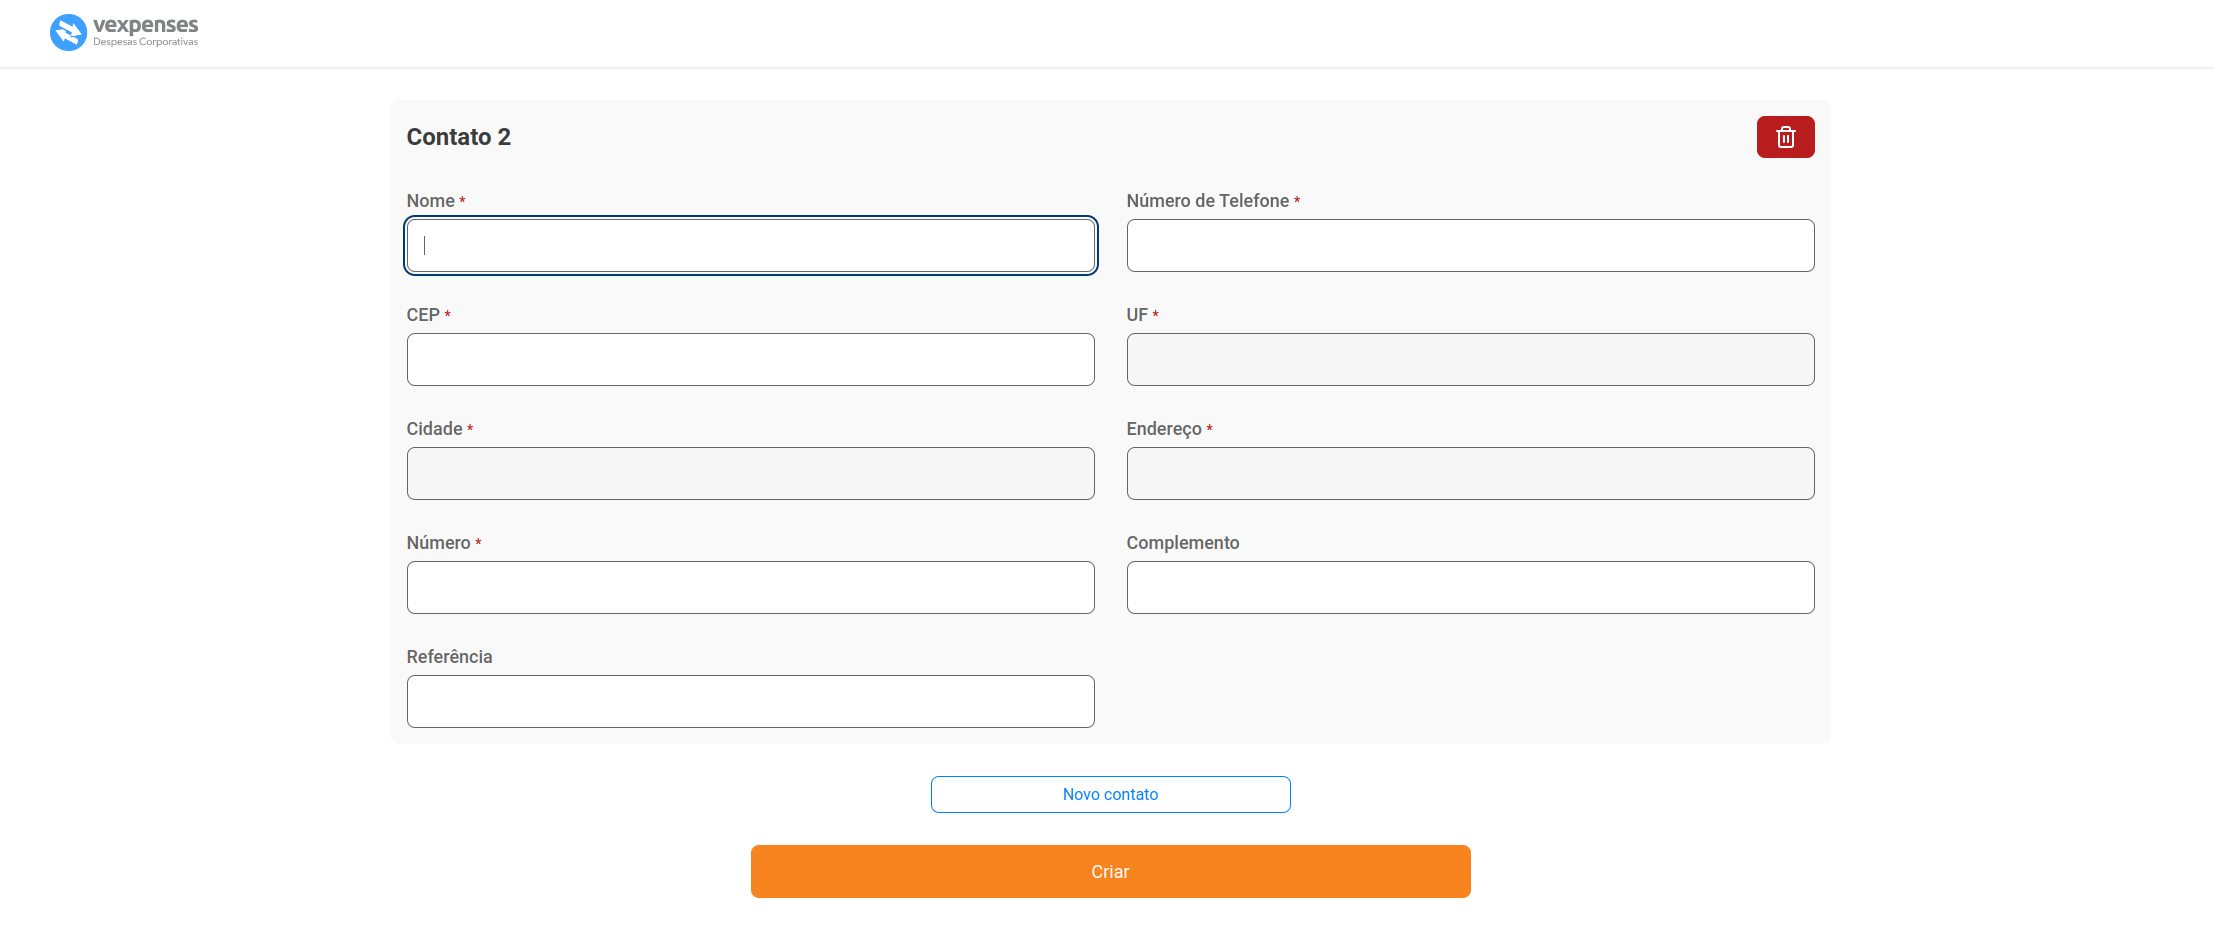 vexpenses
Despesas Corporativas
Contato 2
Nome *
Número de Telefone *
CEP *
UF *
Cidade *
Endereço *
Número *
Complemento
Referência
Novo contato
Criar